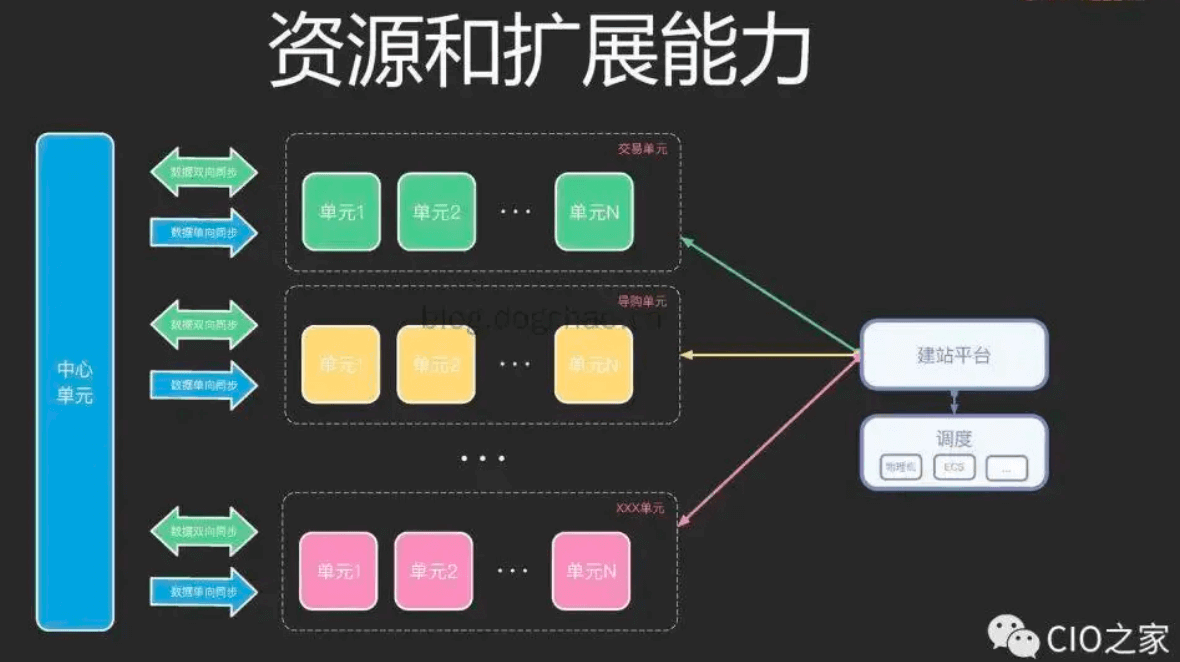 资源和扩展能力
中心
单元
数据双向同步
数据单向同步
交易单元
单元1
单元2
...
单元N
数据双向同步
数据单向同步
导购单元
blog.dogchao.cn
单元1
单元2
...
单元N
...
数据双向同步
数据单向同步
XXX单元
单元1
单元2
...
单元N
建站平台
调度
物理机
ECS
...
CIO之家